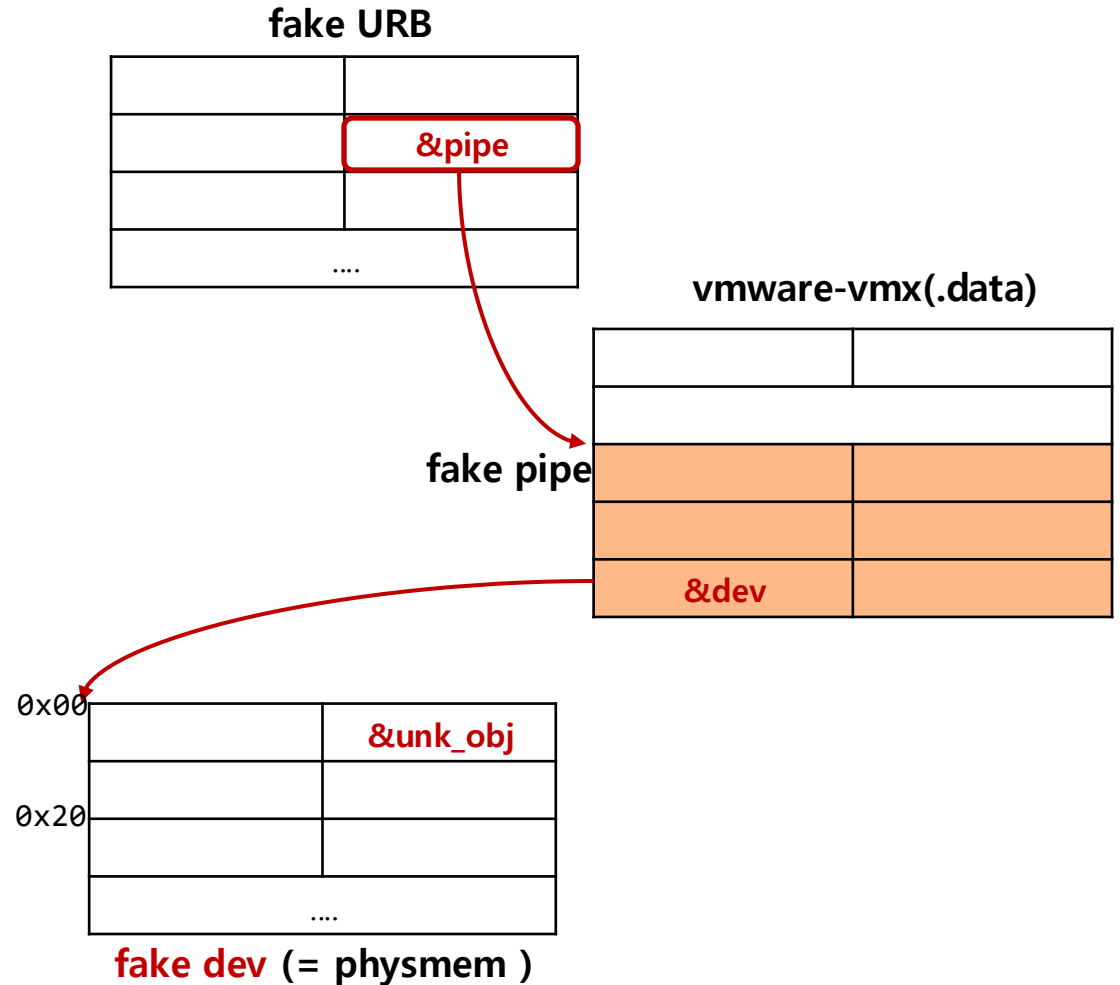 fake URB
&pipe
....
vmware-vmx(.data)
fake pipe
&dev
0x00
&unk_obj
0x20
....
fake dev (= physmem )